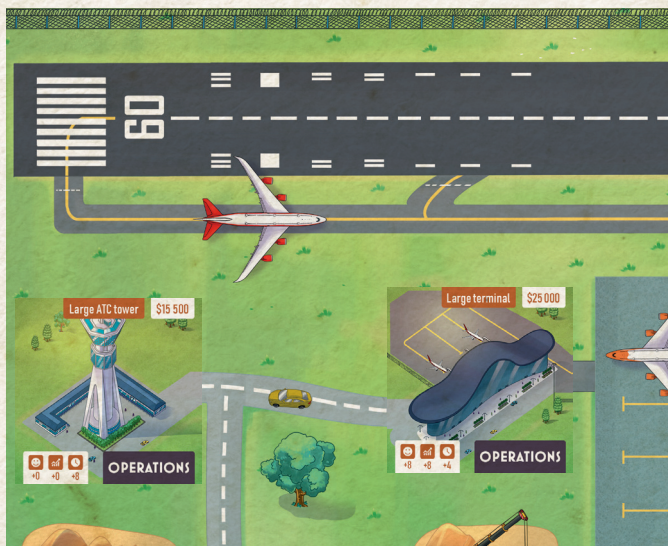 09
Large ATC tower $15 500
Large terminal $25 000
+0 +0 +8
OPERATIONS
+8 +8 +4
OPERATIONS